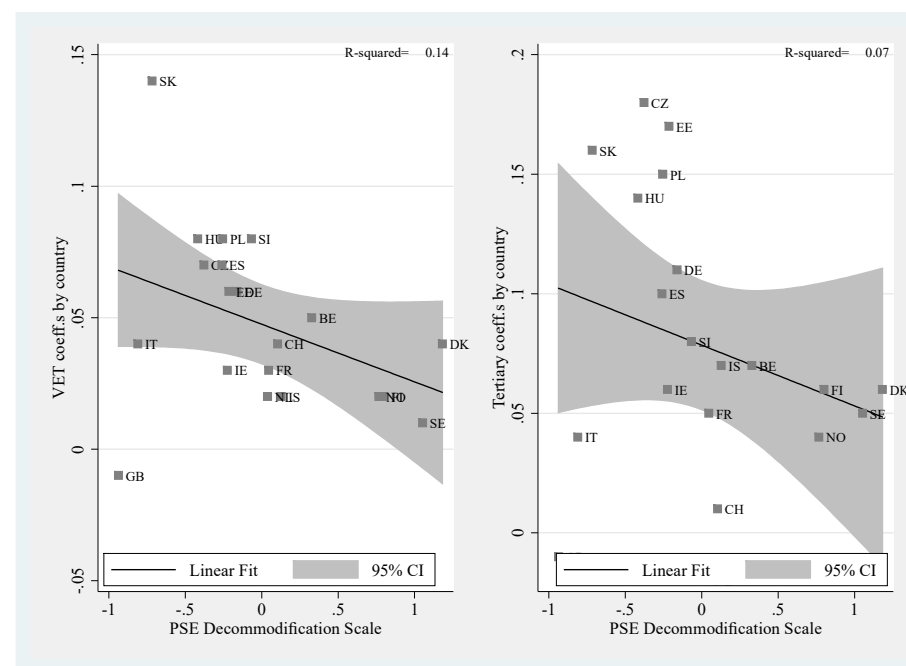 R-squared= 0.14
.15
SK
.1
HU
PL
SI
ES
DE
.05
BE
IT
CH
DK
IE
FR
IS
SE
0
GB
-.05
VET coeff.s by country
Linear Fit
95% CI
-1
-.5
0
.5
1
PSE Decommodification Scale
R-squared= 0.07
.2
CZ
EE
SK
.15
PL
HU
DE
.1
ES
SI
IS
BE
IE
FI
DK
.05
FR
SE
IT
NO
CH
0
Tertiary coeff.s by country
Linear Fit
95% CI
-1
-.5
0
.5
1
PSE Decommodification Scale